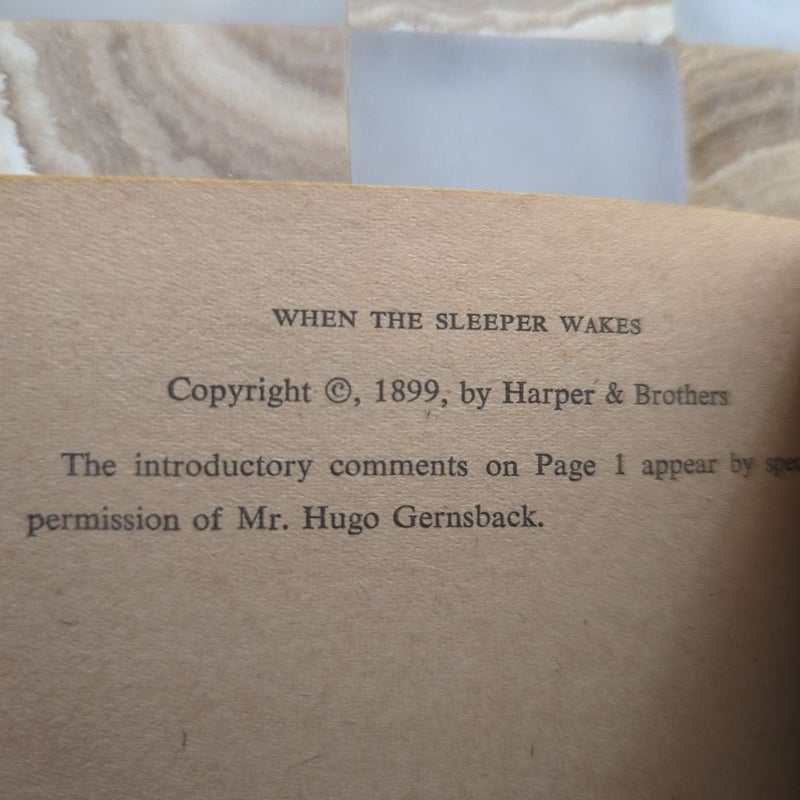 WHEN THE SLEEPER WAKES
Copyright ©, 1899, by Harper & Brothers
The introductory comments on Page 1 appear by
permission of Mr. Hugo Gernsback.